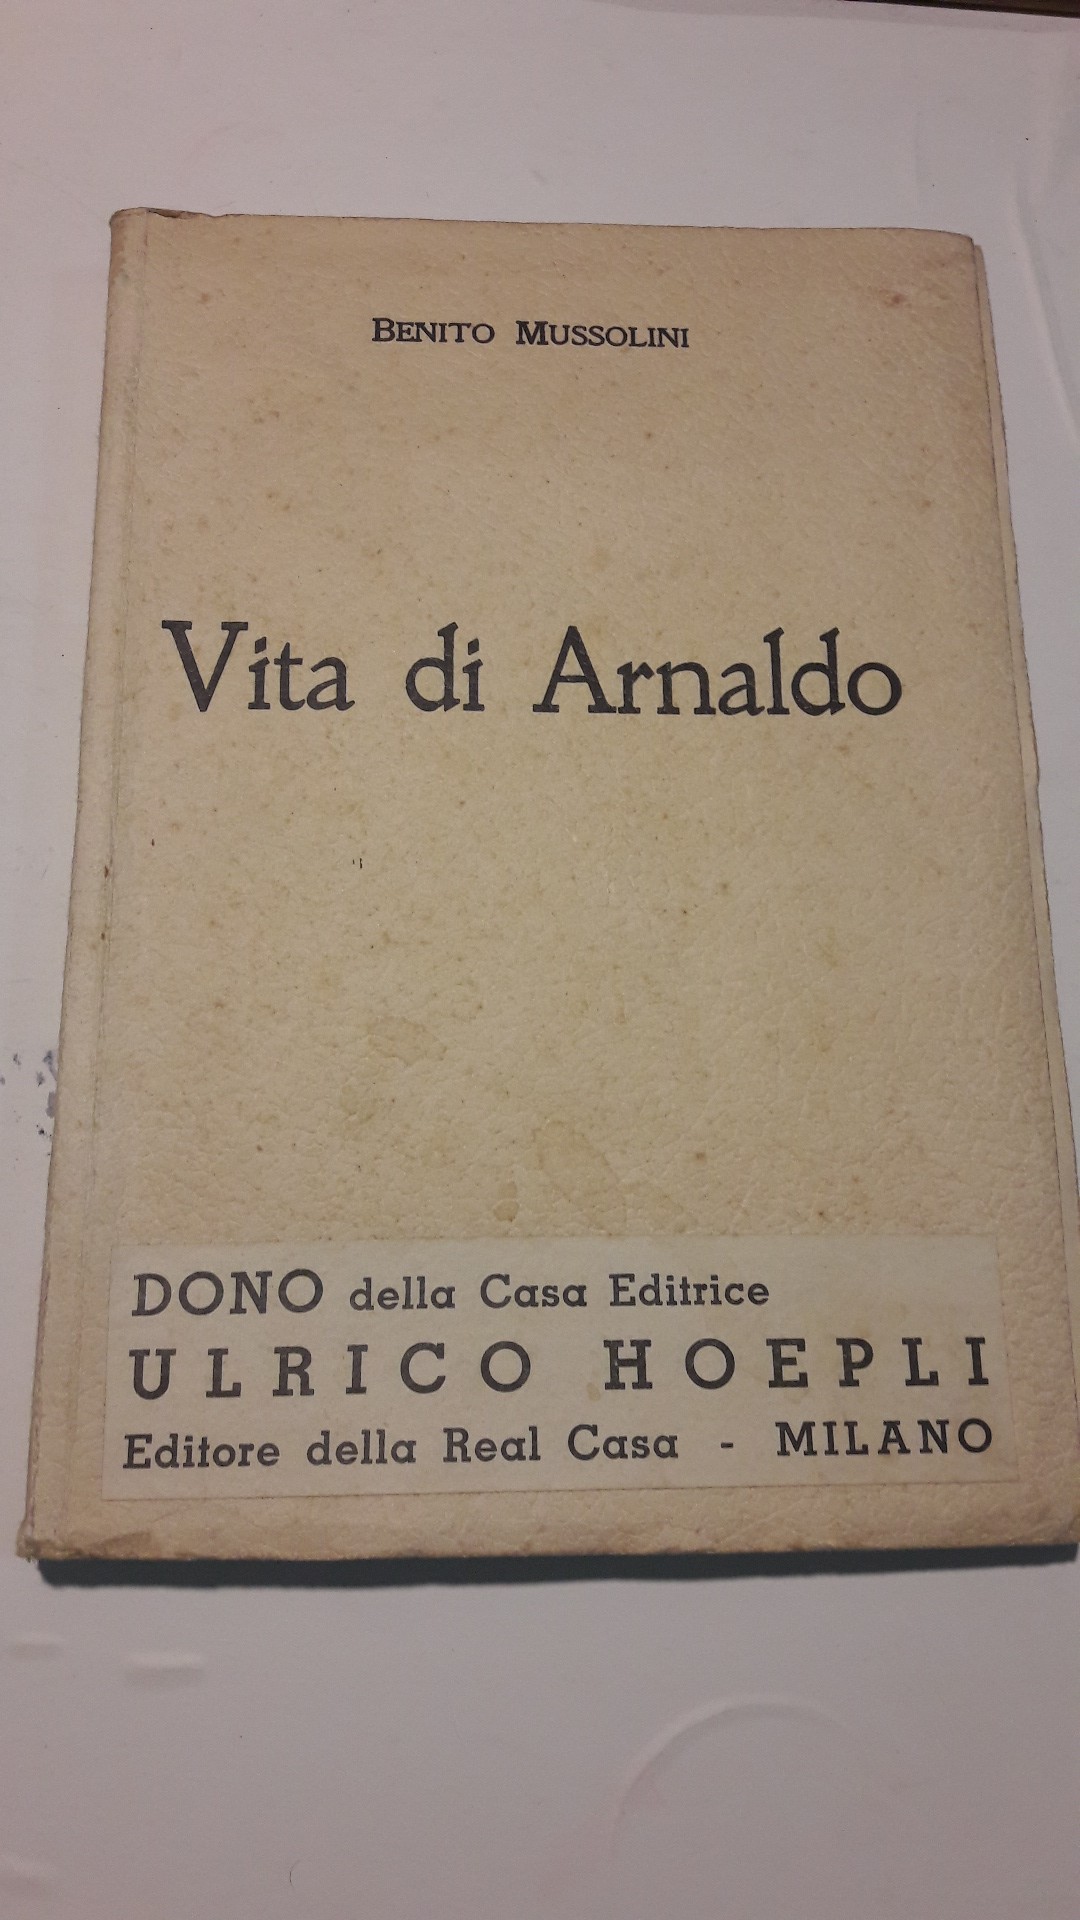 BENITO MUSSOLINI
Vita di Arnaldo
DONO della Casa Editrice
ULRICO HOEPLI
Editore della Real Casa - MILANO